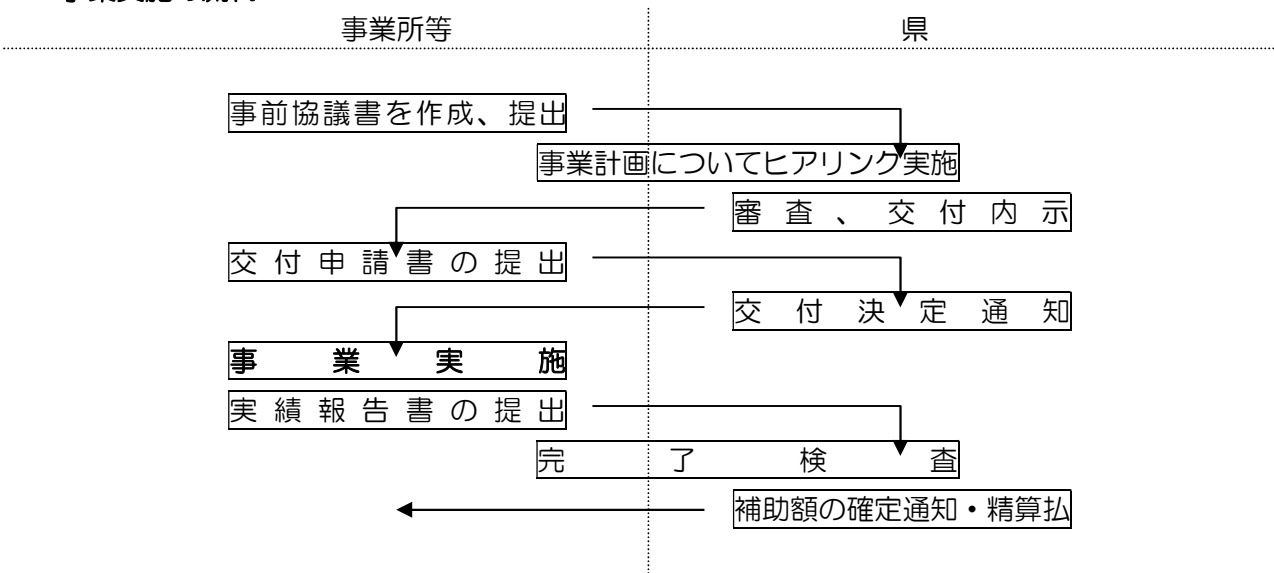 事業所等
県
事前協議書を作成、提出
事業計画についてヒアリング実施
審査、交付内示
交付申請書の提出
交付決定通知
事業実施
実績報告書の提出
完了検査
補助額の確定通知・精算払